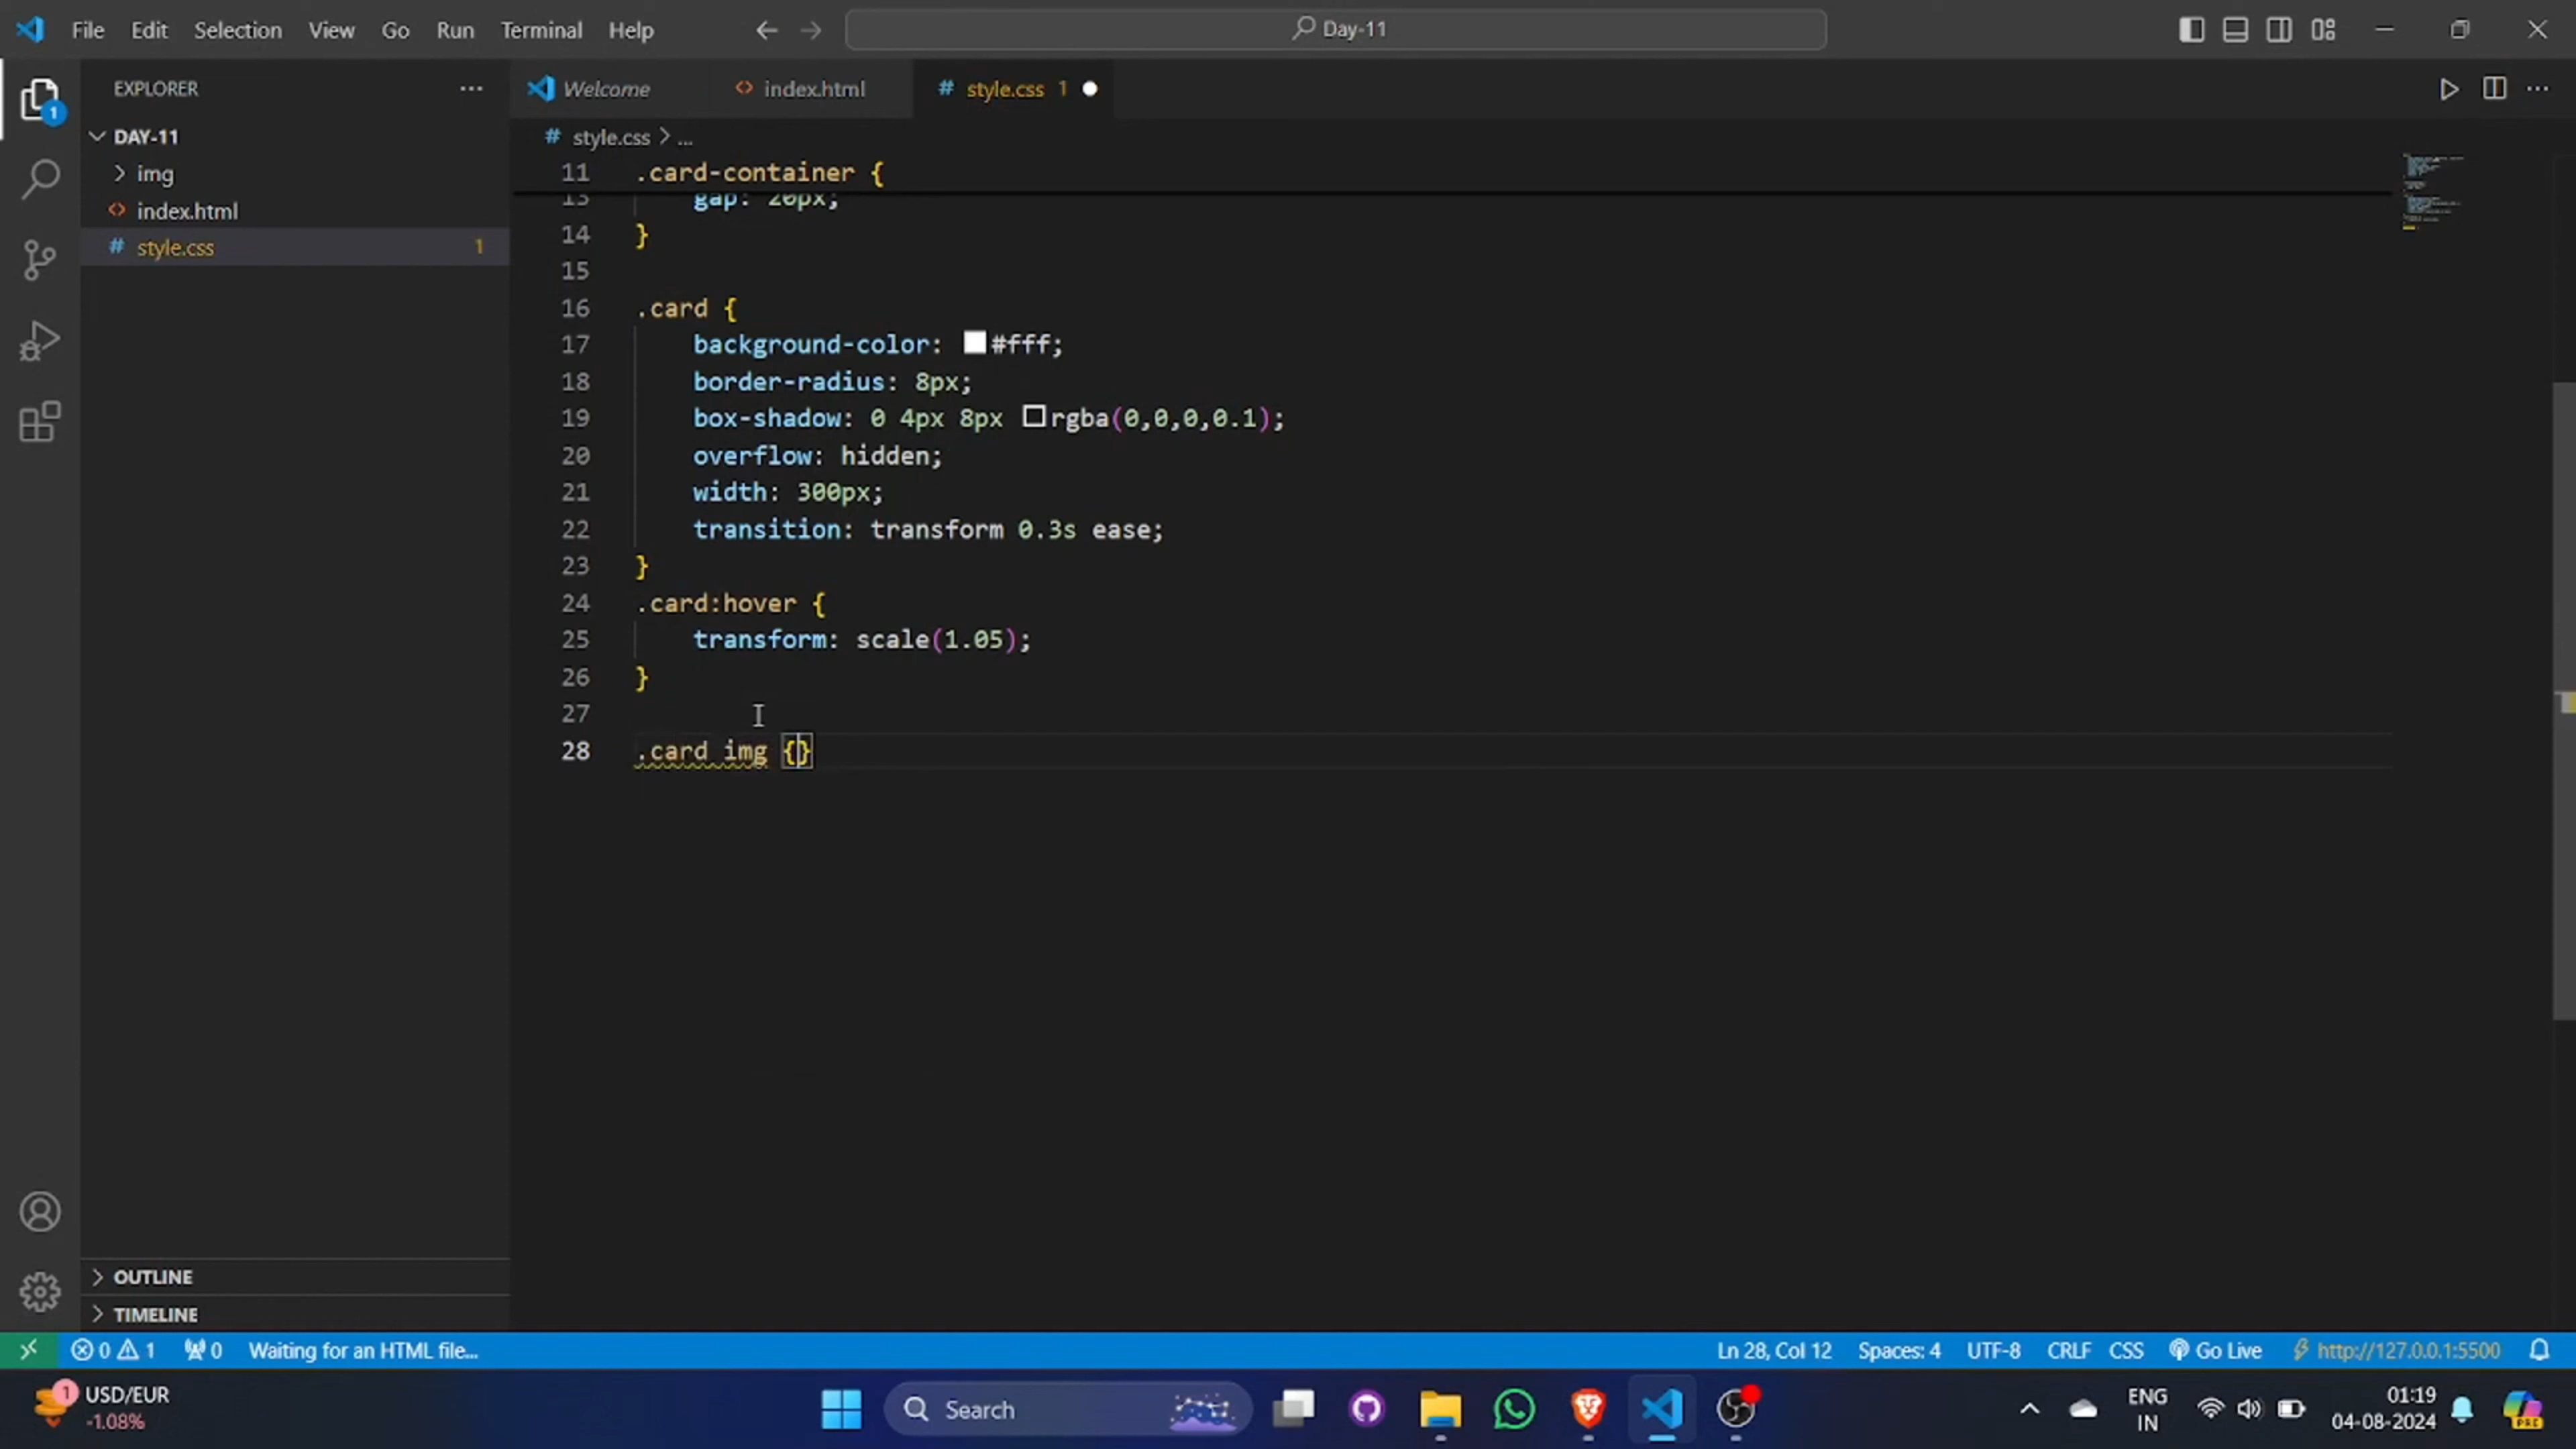 File Edit Selection View Go Run Terminal Help
Day-11
EXPLORER
Welcome
index.html
style.css 1
DAY-11
img
index.html
style.css 1
style.css > ...
11 .card-container {
13 gap: 20px;
14 }
15
16 .card {
17 background-color: #fff;
18 border-radius: 8px;
19 box-shadow: 0 4px 8px rgba(0,0,0,0.1);
20 overflow: hidden;
21 width: 300px;
22 transition: transform 0.3s ease;
23 }
24 .card:hover {
25 transform: scale(1.05);
26 }
27
28 .card img {}
1
OUTLINE
TIMELINE
0 1 0 Waiting for an HTML file... Ln 28, Col 12 Spaces: 4 UTF-8 CRLF CSS Go Live http://127.0.0.1:5500
1 USD/EUR
-1.08%
Search
ENG
IN
01:19
04-08-2024
PRE